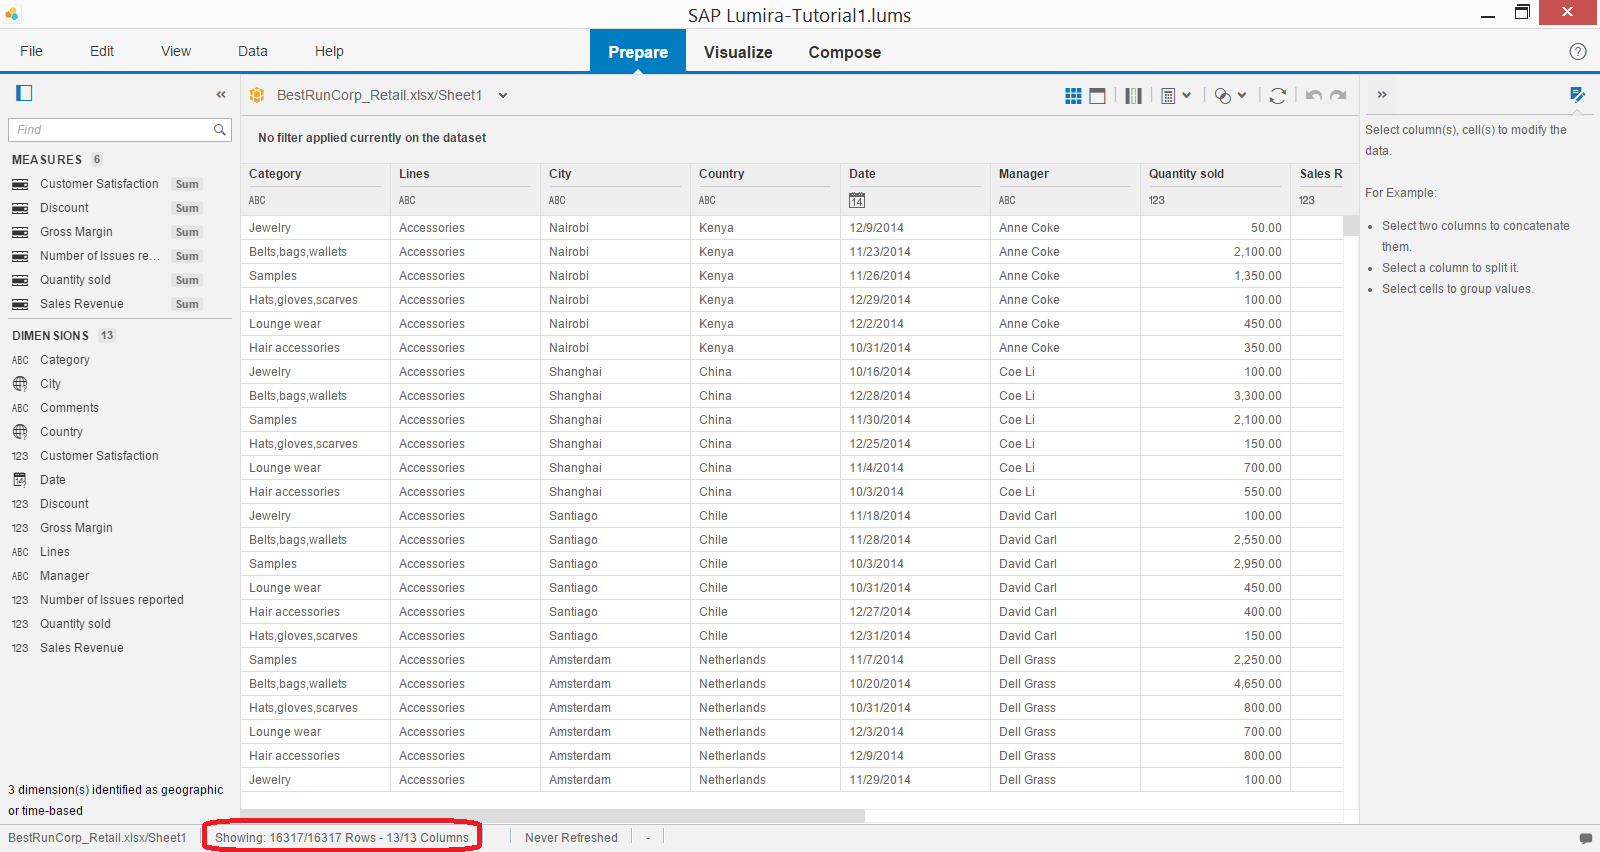 SAP Lumira-Tutorial1.lums
File Edit View Data Help Prepare Visualize Compose
BestRunCorp_Retail.xlsx/Sheet1
Find
No filter applied currently on the dataset
MEASURES 6
Customer Satisfaction Sum
Discount Sum
Gross Margin Sum
Number of Issues re... Sum
Quantity sold Sum
Sales Revenue Sum
DIMENSIONS 13
ABC Category
City
ABC Comments
Country
123 Customer Satisfaction
Date
123 Discount
123 Gross Margin
ABC Lines
ABC Manager
123 Number of Issues reported
123 Quantity sold
123 Sales Revenue
3 dimension(s) identified as geographic
or time-based
Category Lines City Country Date Manager Quantity sold Sales R
ABC ABC ABC ABC 14 ABC 123 123
Jewelry Accessories Nairobi Kenya 12/9/2014 Anne Coke 50.00
Belts,bags,wallets Accessories Nairobi Kenya 11/23/2014 Anne Coke 2,100.00
Samples Accessories Nairobi Kenya 11/26/2014 Anne Coke 1,350.00
Hats,gloves,scarves Accessories Nairobi Kenya 12/29/2014 Anne Coke 100.00
Lounge wear Accessories Nairobi Kenya 12/2/2014 Anne Coke 450.00
Hair accessories Accessories Nairobi Kenya 10/31/2014 Anne Coke 350.00
Jewelry Accessories Shanghai China 10/16/2014 Coe Li 100.00
Belts,bags,wallets Accessories Shanghai China 12/28/2014 Coe Li 3,300.00
Samples Accessories Shanghai China 11/30/2014 Coe Li 2,100.00
Hats,gloves,scarves Accessories Shanghai China 12/25/2014 Coe Li 150.00
Lounge wear Accessories Shanghai China 11/4/2014 Coe Li 700.00
Hair accessories Accessories Shanghai China 10/3/2014 Coe Li 550.00
Jewelry Accessories Santiago Chile 11/18/2014 David Carl 100.00
Belts,bags,wallets Accessories Santiago Chile 11/28/2014 David Carl 2,550.00
Samples Accessories Santiago Chile 10/3/2014 David Carl 2,950.00
Lounge wear Accessories Santiago Chile 10/31/2014 David Carl 450.00
Hair accessories Accessories Santiago Chile 12/27/2014 David Carl 400.00
Hats,gloves,scarves Accessories Santiago Chile 12/31/2014 David Carl 150.00
Samples Accessories Amsterdam Netherlands 11/7/2014 Dell Grass 2,250.00
Belts,bags,wallets Accessories Amsterdam Netherlands 10/20/2014 Dell Grass 4,650.00
Hats,gloves,scarves Accessories Amsterdam Netherlands 10/31/2014 Dell Grass 800.00
Lounge wear Accessories Amsterdam Netherlands 12/3/2014 Dell Grass 700.00
Hair accessories Accessories Amsterdam Netherlands 12/9/2014 Dell Grass 800.00
Jewelry Accessories Amsterdam Netherlands 11/29/2014 Dell Grass 100.00
Select column(s), cell(s) to modify the
data.
For Example:
• Select two columns to concatenate
them.
• Select a column to split it.
• Select cells to group values.
BestRunCorp_Retail.xlsx/Sheet1 Showing: 16317/16317 Rows - 13/13 Columns Never Refreshed -